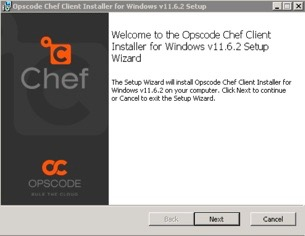 Opscode Chef Client Installer for Windows v11.6.2 Setup
Welcome to the Opscode Chef Client
Installer for Windows v11.6.2 Setup
Wizard
Chef
The Setup Wizard will install Opscode Chef Client Installer for
Windows v11.6.2 on your computer. Click Next to continue
or Cancel to exit the Setup Wizard.
OPSCODE
RULE THE CLOUD
Back Next Cancel